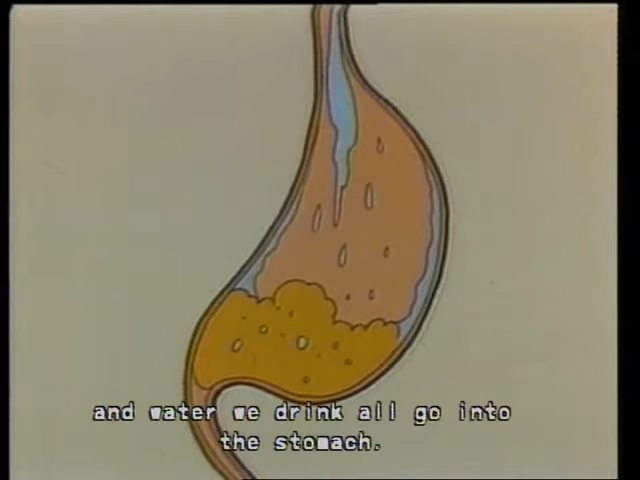 and water we drink all go into
the stomach.